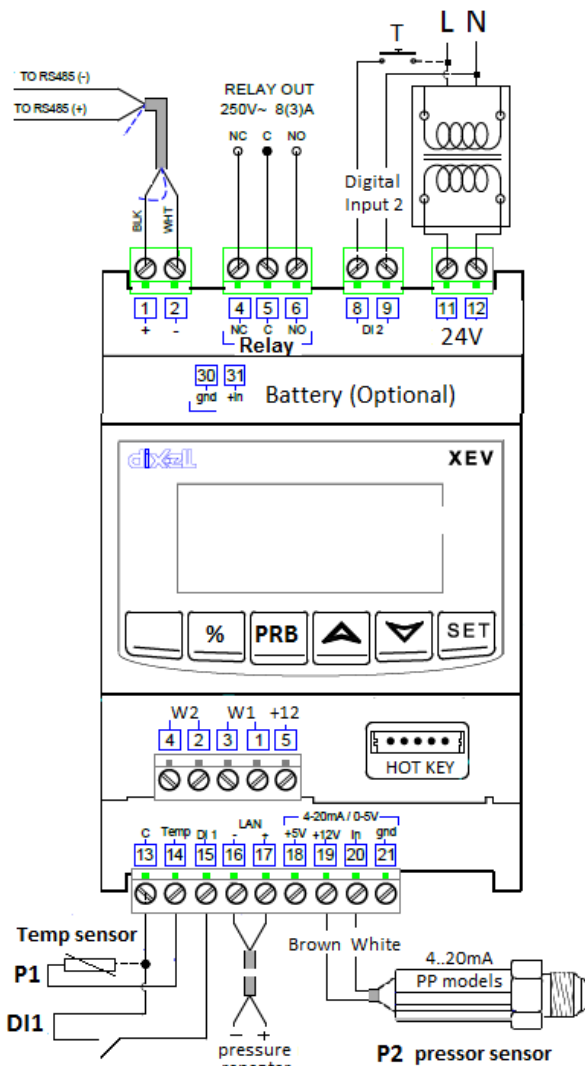 T L N
TO RS485 (-)
TO RS485 (+)
RELAY OUT
250V~ 8(3)A
NC C NO
Digital
Input 2
BLK WHT
1 2 4 5 6 8 9 11 12
+ - NC C NO DI 2 24V
Relay
30 31
gnd +In
Battery (Optional)
dixell XEV
% PRB SET
W2 W1 +12
4 2 3 1 5
HOT KEY
4-20mA / 0-5V
LAN
C Temp DI 1 - + +5V +12V In gnd
13 14 15 16 17 18 19 20 21
Temp sensor
Brown White
P1
4..20mA
PP models
DI1
- +
pressure
P2 pressor sensor